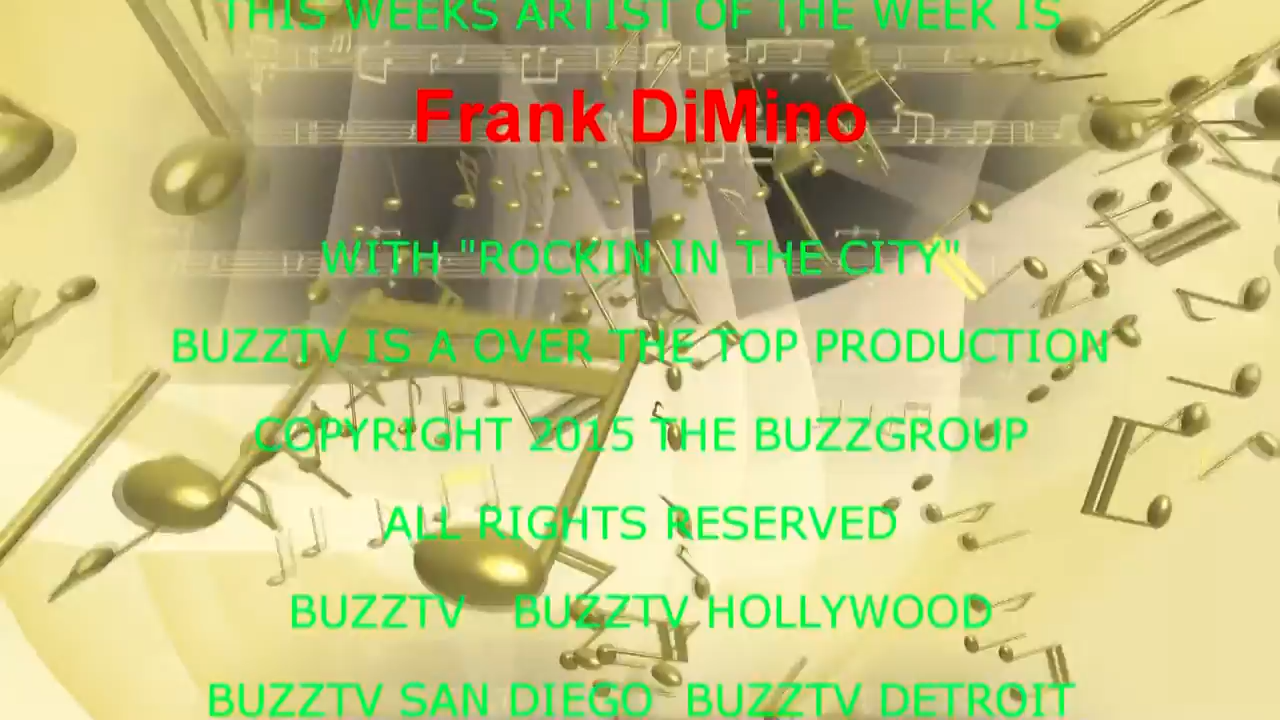 THIS WEEKS ARTIST OF THE WEEK IS
Frank DiMino
WITH "ROCKIN IN THE CITY"
BUZZTV IS A OVER THE TOP PRODUCTION
COPYRIGHT 2015 THE BUZZGROUP
ALL RIGHTS RESERVED
BUZZTV BUZZTV HOLLYWOOD
BUZZTV SAN DIEGO BUZZTV DETROIT